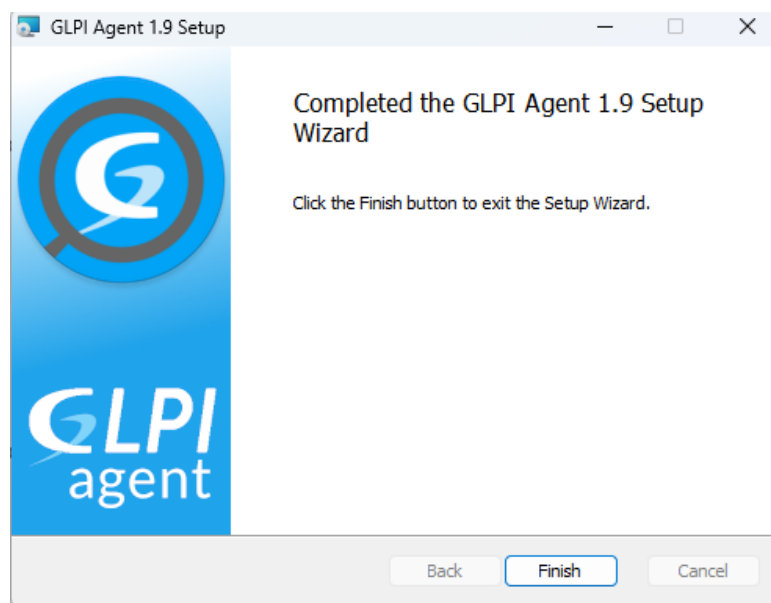 GLPI Agent 1.9 Setup
Completed the GLPI Agent 1.9 Setup
Wizard
Click the Finish button to exit the Setup Wizard.
GLPI
agent
Back
Finish
Cancel